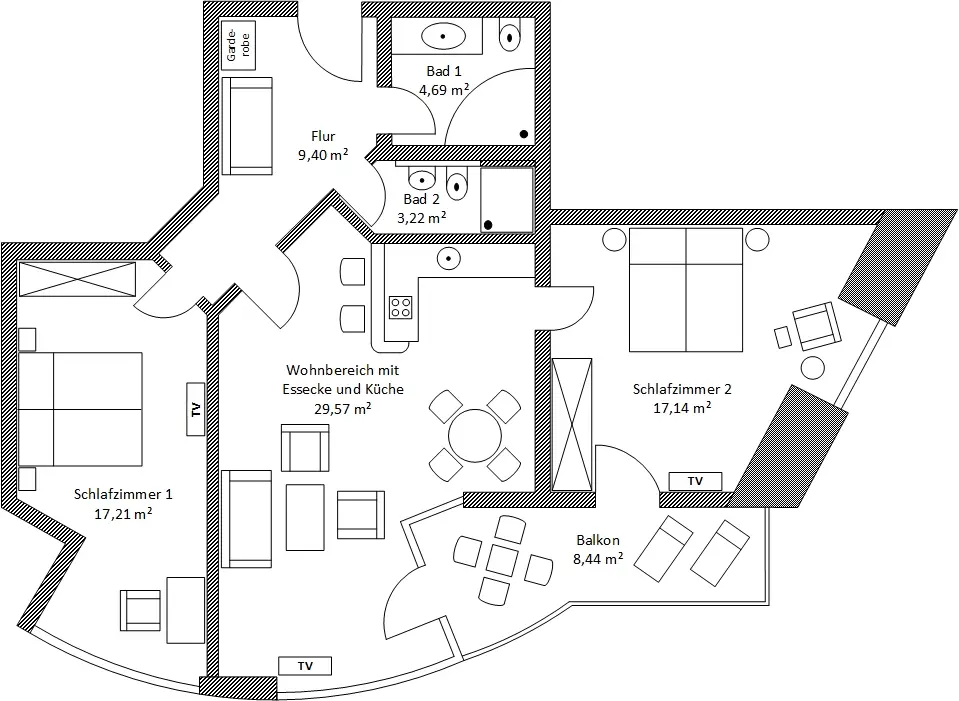 Garde-
robe
Bad 1
4,69 m²
Flur
9,40 m²
Bad 2
3,22 m²
Wohnbereich mit
Essecke und Küche
29,57 m²
Schlafzimmer 2
17,14 m²
TV
TV
Schlafzimmer 1
17,21 m²
Balkon
8,44 m²
TV